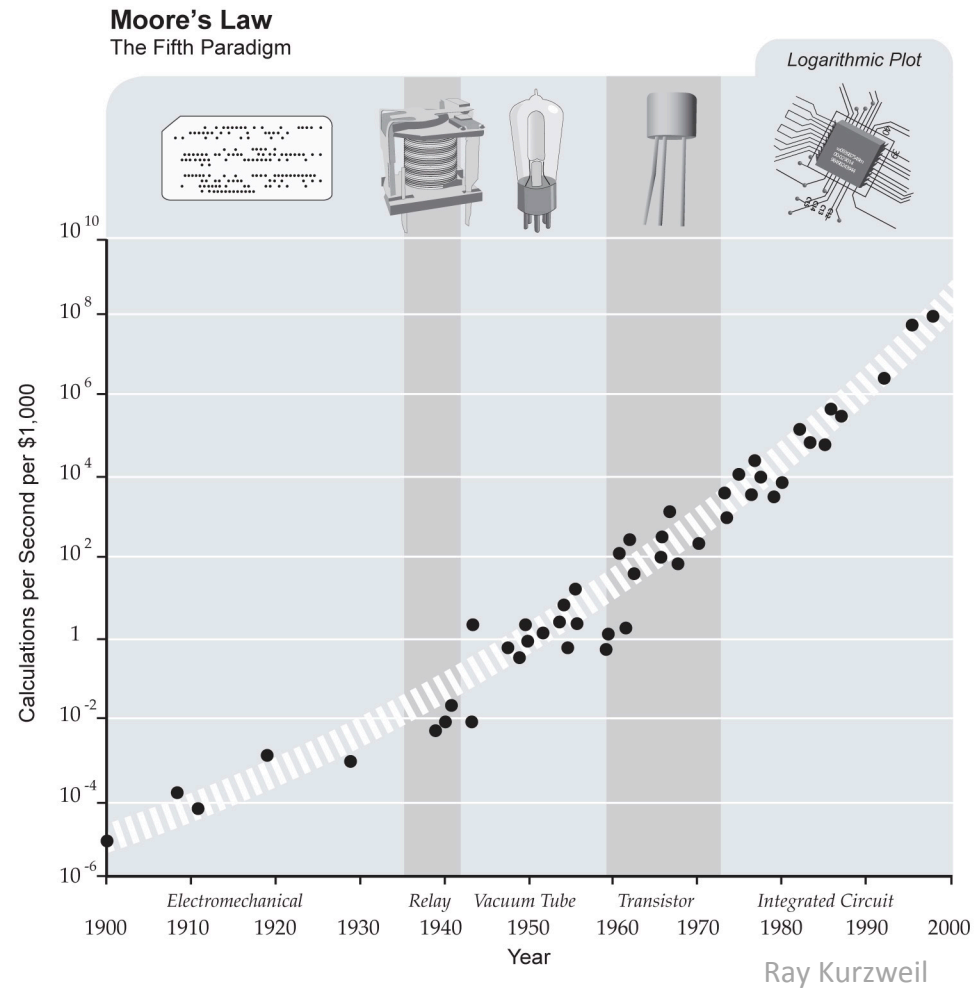 Moore's Law
The Fifth Paradigm
Logarithmic Plot
10^10
10^8
10^6
10^4
10^2
1
10^-2
10^-4
10^-6
Calculations per Second per $1,000
Electromechanical Relay Vacuum Tube Transistor Integrated Circuit
1900 1910 1920 1930 1940 1950 1960 1970 1980 1990 2000
Year
Ray Kurzweil